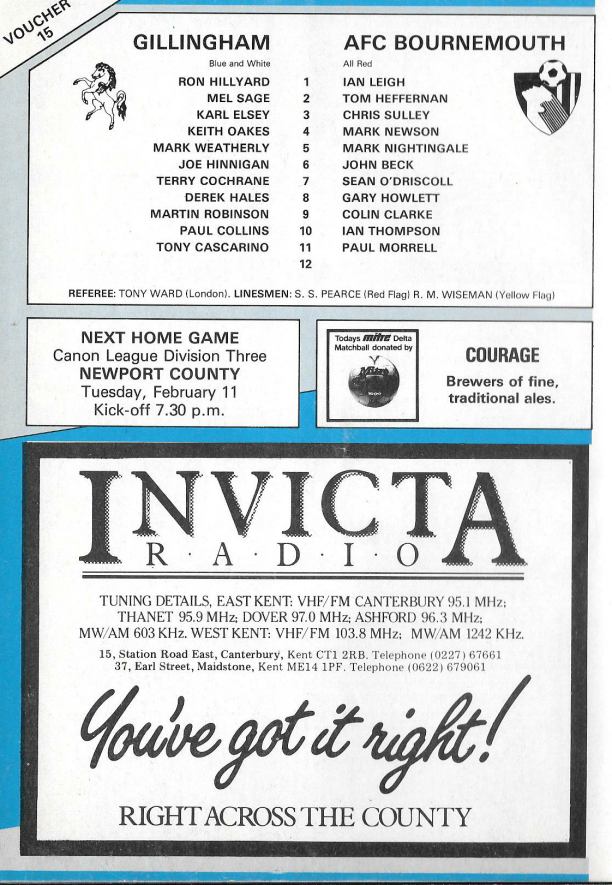 VOUCHER
15
GILLINGHAM AFC BOURNEMOUTH
Blue and White All Red
RON HILLYARD 1 IAN LEIGH
MEL SAGE 2 TOM HEFFERNAN
KARL ELSEY 3 CHRIS SULLEY
KEITH OAKES 4 MARK NEWSON
MARK WEATHERLY 5 MARK NIGHTINGALE
JOE HINNIGAN 6 JOHN BECK
TERRY COCHRANE 7 SEAN O'DRISCOLL
DEREK HALES 8 GARY HOWLETT
MARTIN ROBINSON 9 COLIN CLARKE
PAUL COLLINS 10 IAN THOMPSON
TONY CASCARINO 11 PAUL MORRELL
12
REFEREE: TONY WARD (London). LINESMEN: S. S. PEARCE (Red Flag) R. M. WISEMAN (Yellow Flag)
NEXT HOME GAME
Canon League Division Three
NEWPORT COUNTY
Tuesday, February 11
Kick-off 7.30 p.m.
Todays mitre Delta
Matchball donated by
Mitre
COURAGE
Brewers of fine,
traditional ales.
INVICTA
R·A·D·I·O
TUNING DETAILS, EAST KENT: VHF/FM CANTERBURY 95.1 MHz;
THANET 95.9 MHz; DOVER 97.0 MHz; ASHFORD 96.3 MHz;
MW/AM 603 KHz. WEST KENT: VHF/FM 103.8 MHz; MW/AM 1242 KHz.
15, Station Road East, Canterbury, Kent CT1 2RB. Telephone (0227) 67661
37, Earl Street, Maidstone, Kent ME14 1PF. Telephone (0622) 679061
You've got it right!
RIGHT ACROSS THE COUNTY